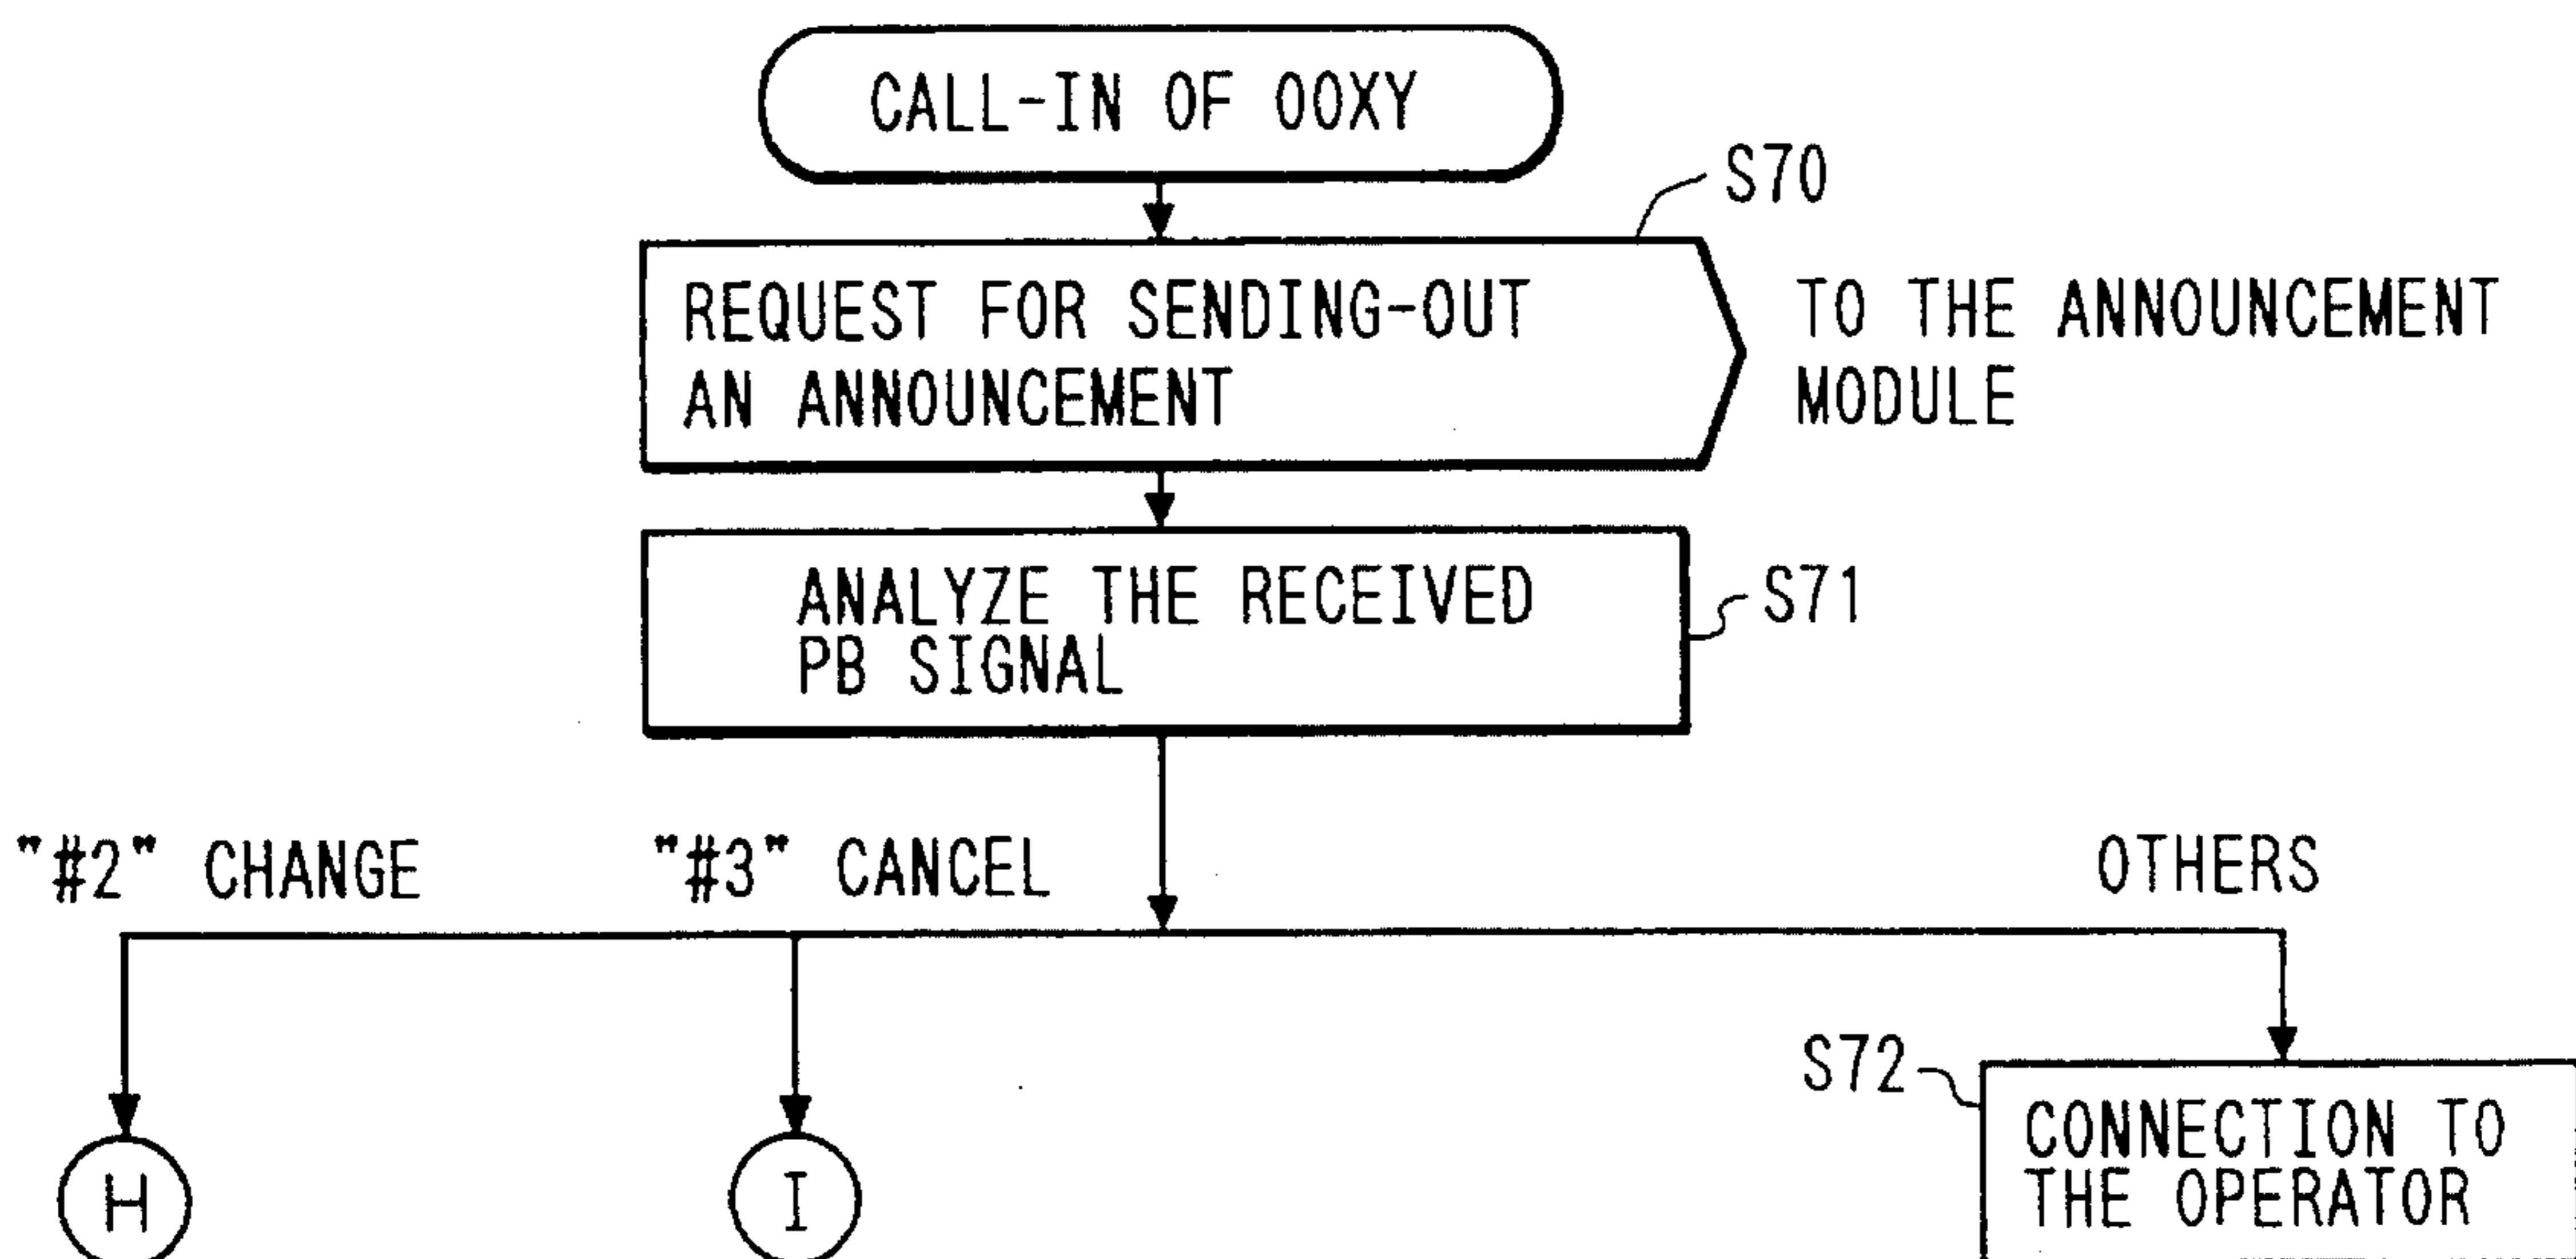 CALL-IN OF OOXY
S70
REQUEST FOR SENDING-OUT
AN ANNOUNCEMENT
TO THE ANNOUNCEMENT
MODULE
ANALYZE THE RECEIVED
PB SIGNAL
S71
"#2" CHANGE
"#3" CANCEL
OTHERS
S72
CONNECTION TO
THE OPERATOR
H
I